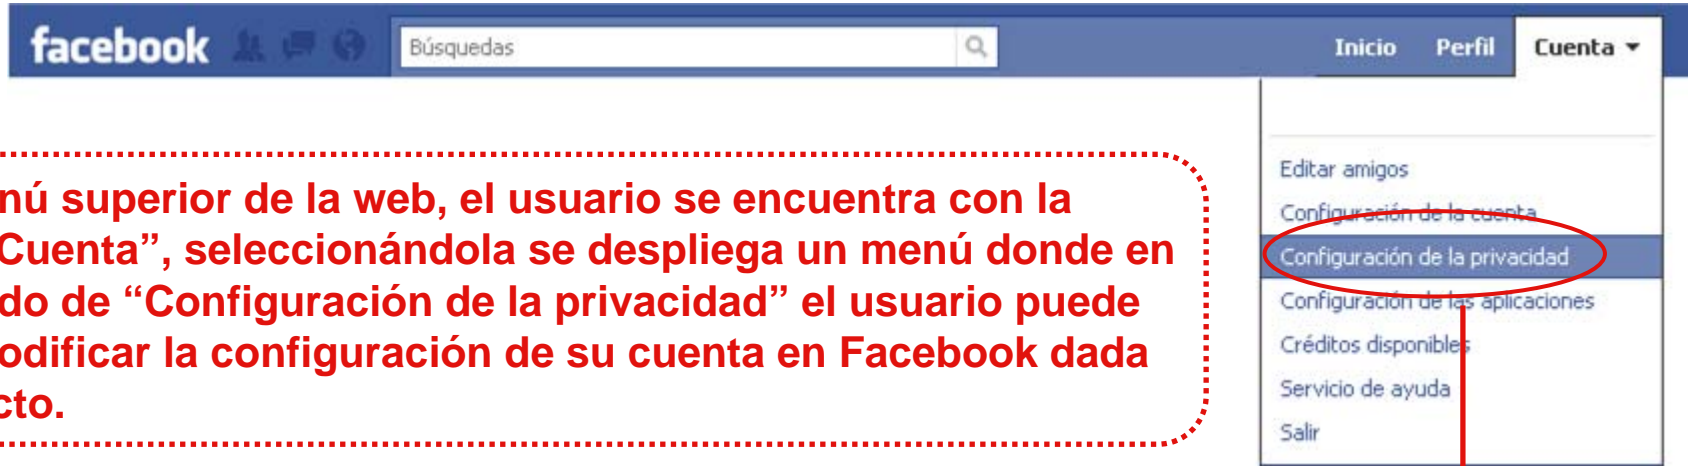 facebook
Búsquedas
Inicio Perfil Cuenta
Editar amigos
Configuración de la cuenta
Configuración de la privacidad
Configuración de las aplicaciones
Créditos disponibles
Servicio de ayuda
Salir
nú superior de la web, el usuario se encuentra con la
Cuenta”, seleccionándola se despliega un menú donde en
do de “Configuración de la privacidad” el usuario puede
odificar la configuración de su cuenta en Facebook dada
cto.